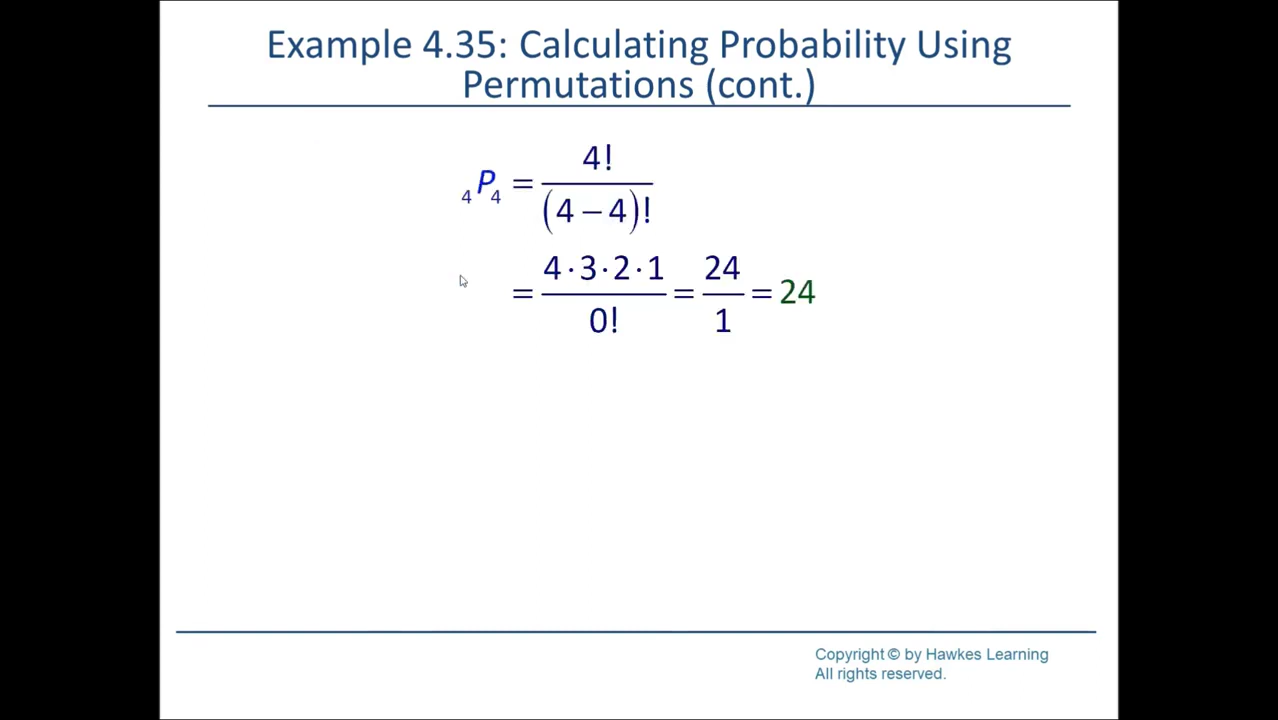 Example 4.35: Calculating Probability Using
Permutations (cont.)
₄P₄ = 4! / (4 − 4)!
= 4 · 3 · 2 · 1 / 0! = 24 / 1 = 24
Copyright © by Hawkes Learning
All rights reserved.